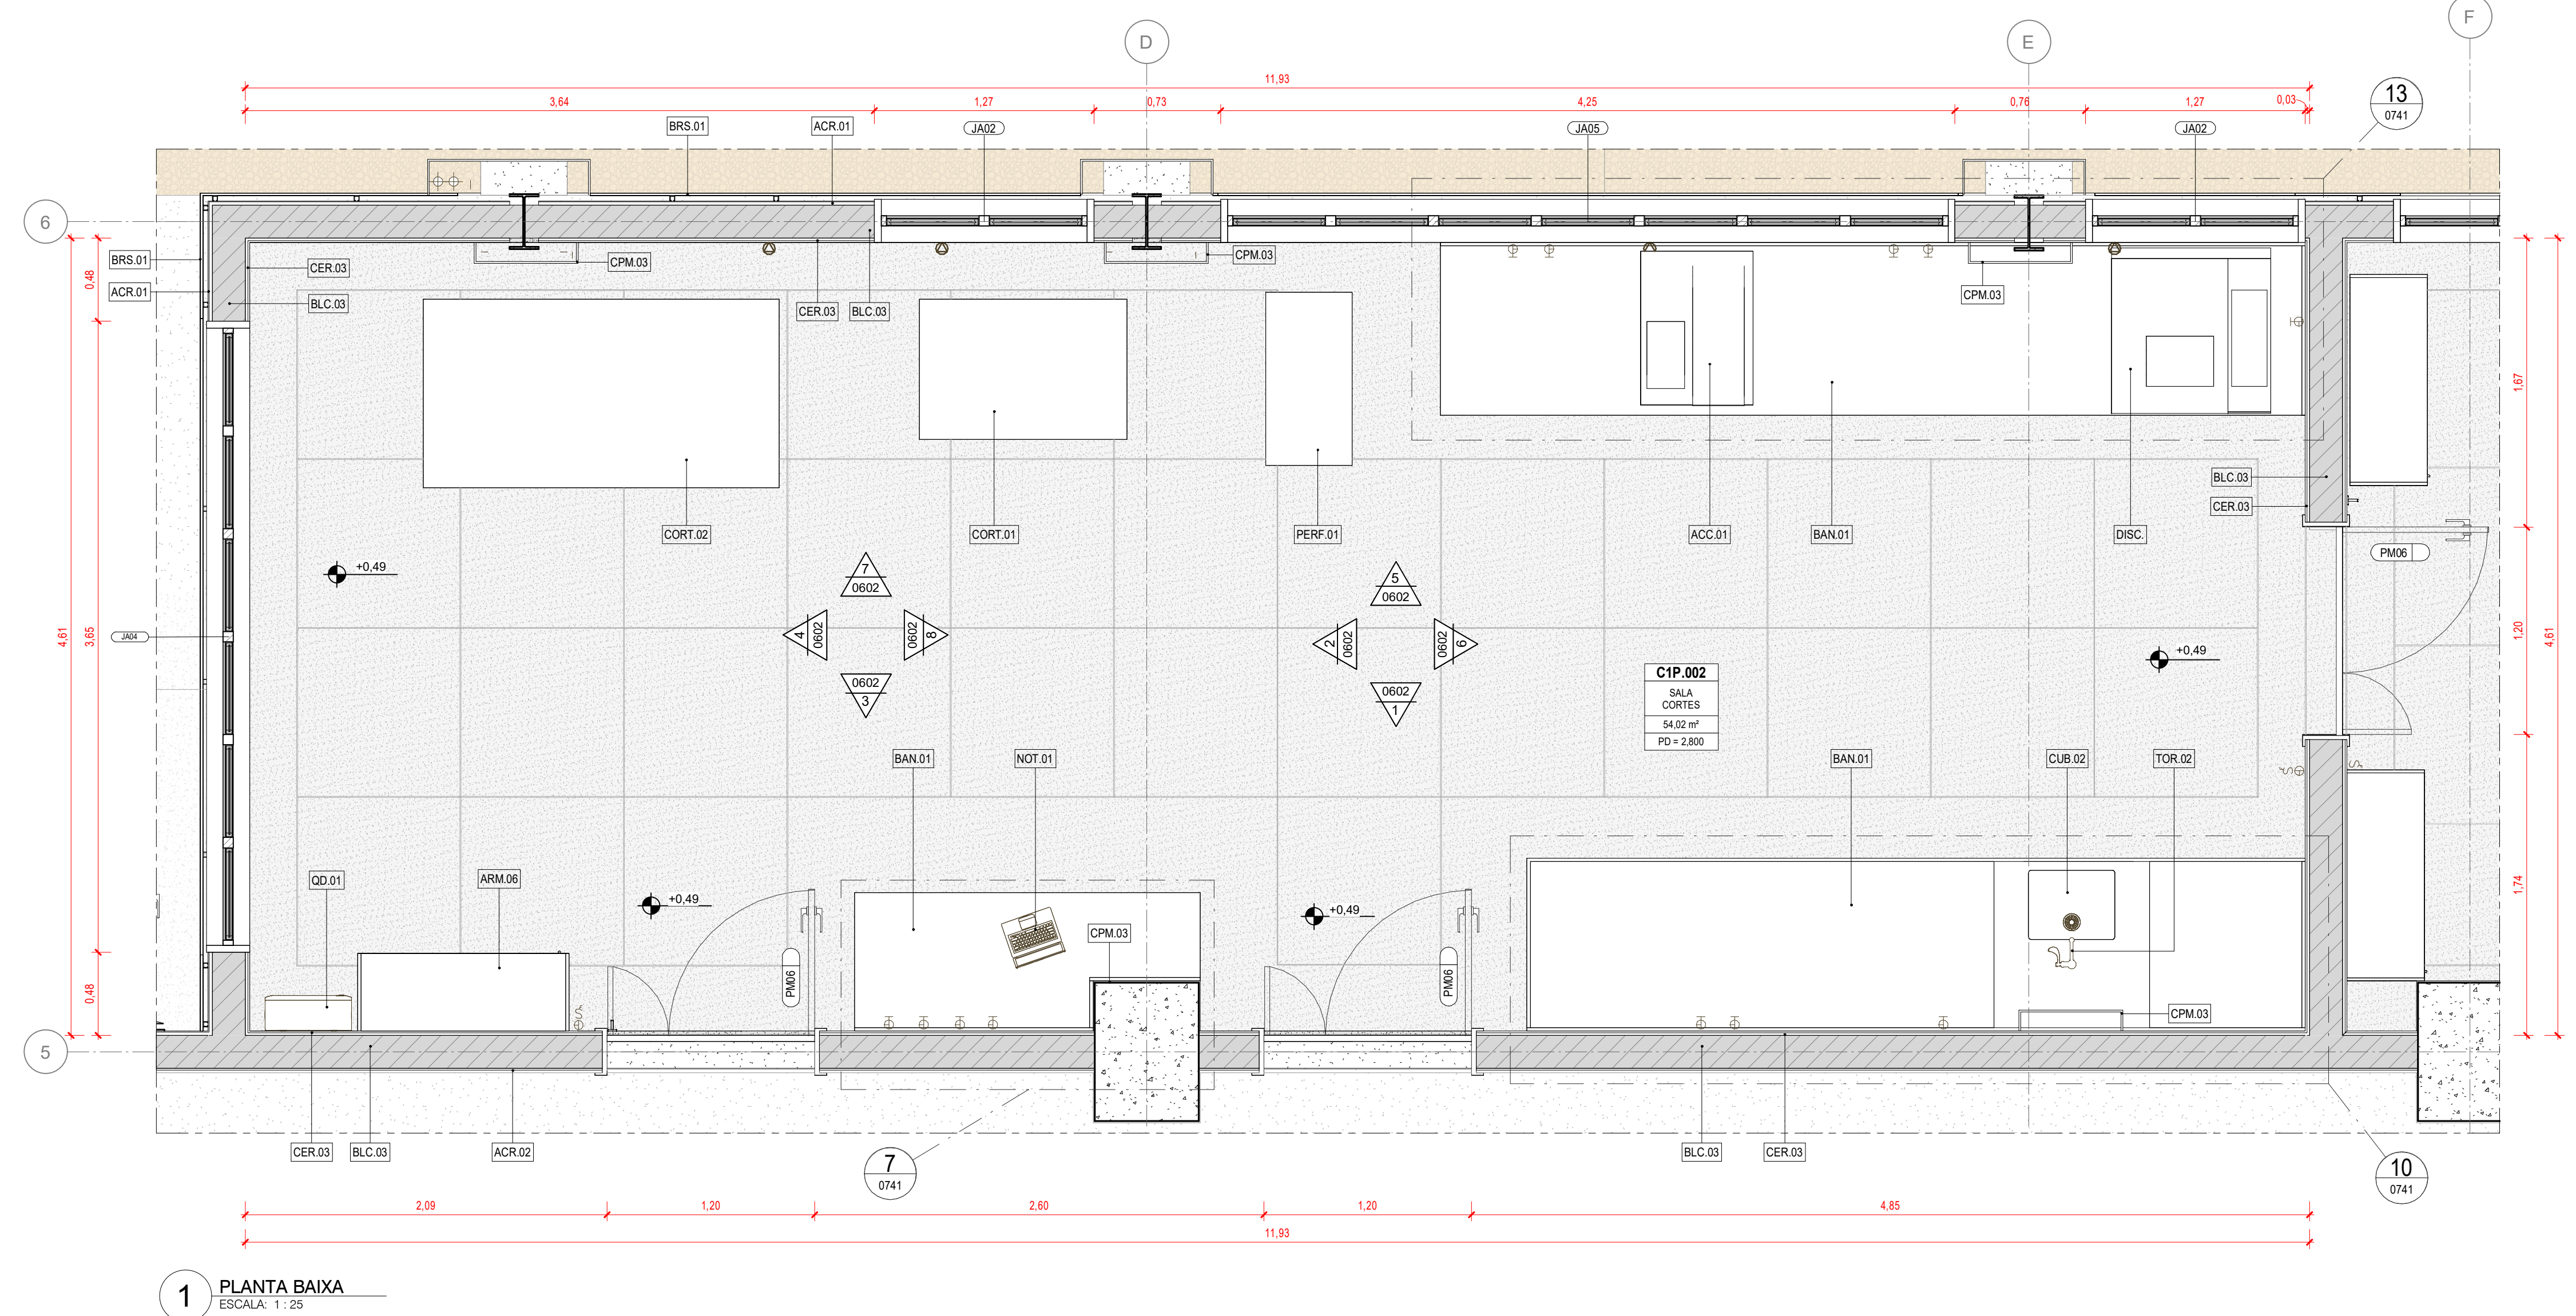 F
D
E
11,93
13
0741
3,64
1,27
0,73
4,25
0,76
1,27
0,03
BRS.01
JA02
ACR.01
JA05
JA02
6
BRS.01
CER.03
CPM.03
CPM.03
ACR.01
BLC.03
CER.03
BLC.03
CPM.03
0,48
1,67
BLC.03
CER.03
CORT.02
CORT.01
PERF.01
ACC.01
BAN.01
DISC.
PM06
+0,49
7
0602
5
0602
4
0602
0602
8
2
0602
0602
6
0602
3
0602
1
4,61
3,65
JA04
1,20
4,61
+0,49
C1P.002
SALA
CORTES
54,02 m²
PD = 2,800
BAN.01
NOT.01
BAN.01
CUB.02
TOR.02
QD.01
ARM.06
+0,49
+0,49
1,74
CPM.03
PM06
PM06
0,48
CPM.03
5
CER.03
BLC.03
ACR.02
BLC.03
CER.03
7
0741
10
0741
2,09
1,20
2,60
1,20
4,85
11,93
1
PLANTA BAIXA
ESCALA: 1 : 25